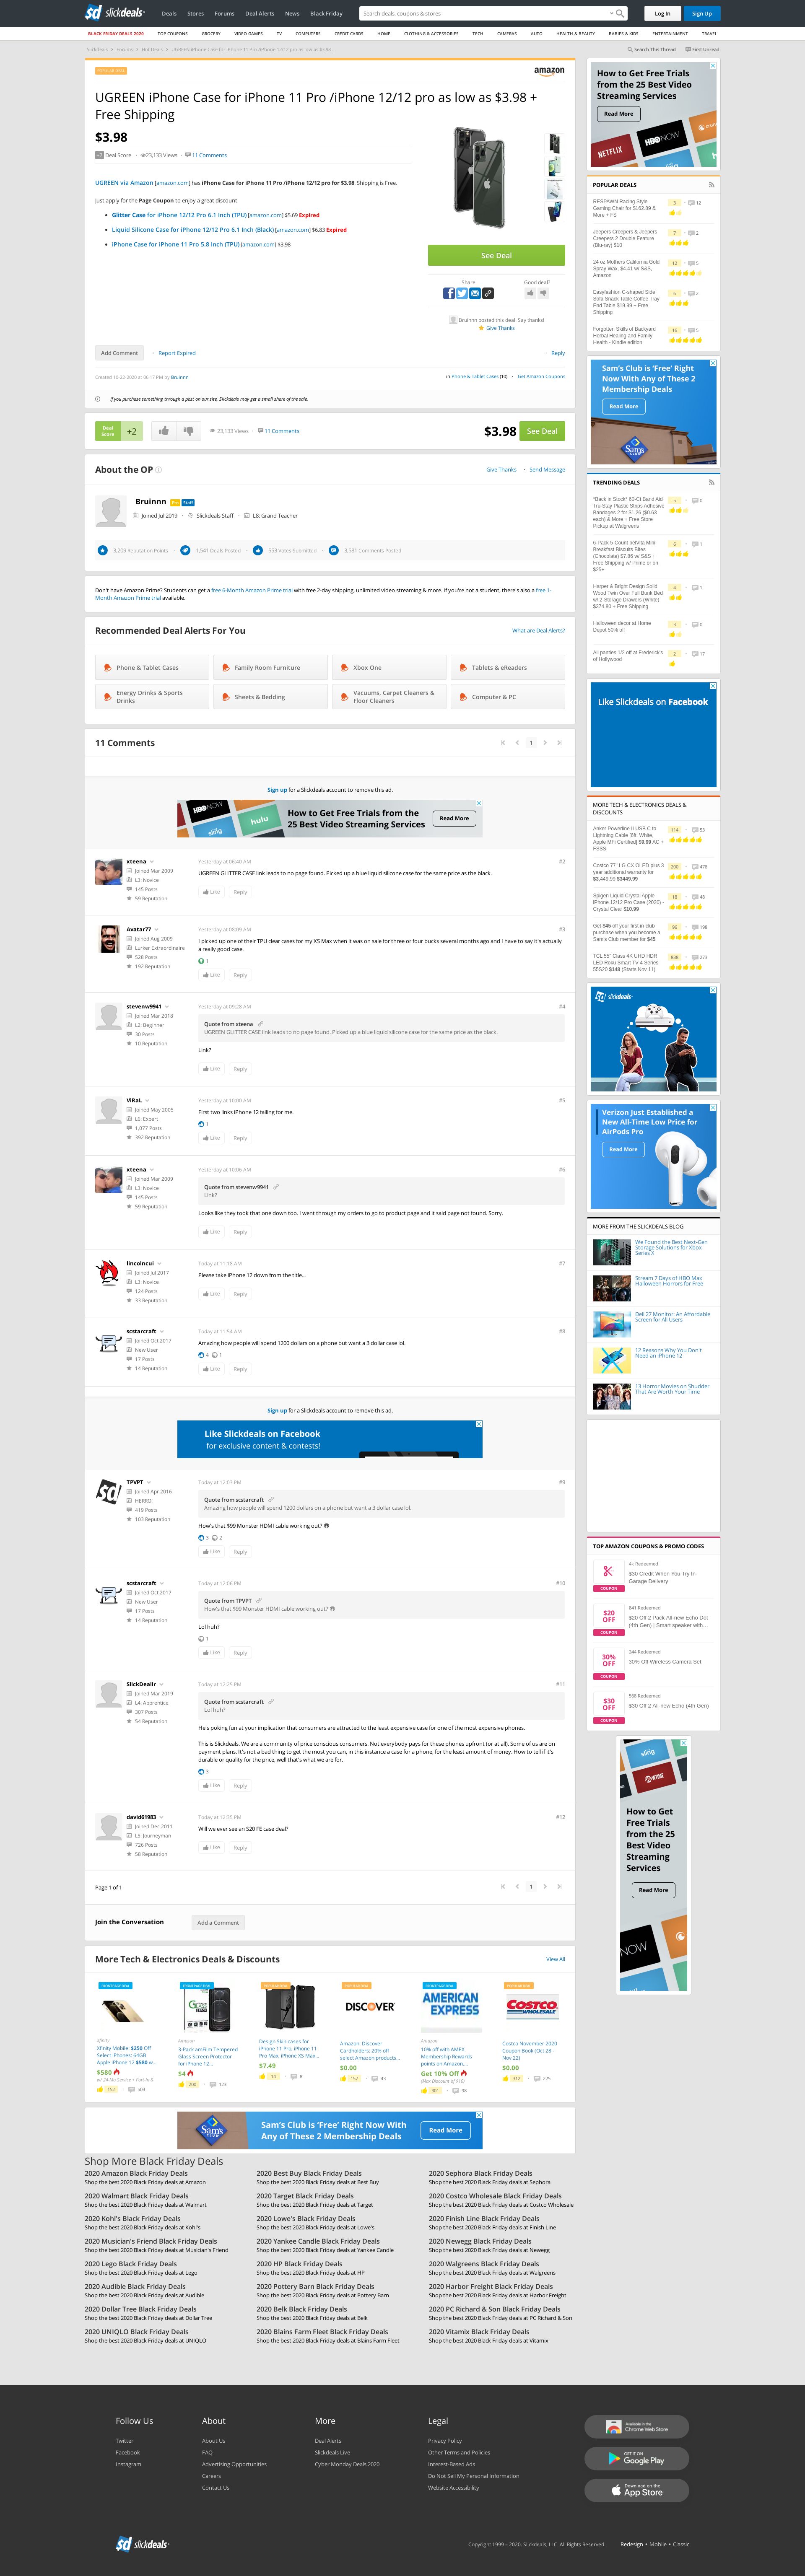 slickdeals
Deals Stores Forums Deal Alerts News Black Friday
Search deals, coupons & stores
Log In Sign Up
BLACK FRIDAY DEALS 2020 TOP COUPONS GROCERY VIDEO GAMES TV COMPUTERS CREDIT CARDS HOME CLOTHING & ACCESSORIES TECH CAMERAS AUTO HEALTH & BEAUTY BABIES & KIDS ENTERTAINMENT TRAVEL
Slickdeals Forums Hot Deals UGREEN iPhone Case for iPhone 11 Pro /iPhone 12/12 pro as low as $3.98 ...
Search This Thread First Unread
amazon
UGREEN iPhone Case for iPhone 11 Pro /iPhone 12/12 pro as low as $3.98 +
Free Shipping
$3.98
+2 Deal Score 23,133 Views 11 Comments
UGREEN via Amazon [amazon.com] has iPhone Case for iPhone 11 Pro /iPhone 12/12 pro for $3.98. Shipping is Free.
Just apply for the Page Coupon to enjoy a great discount
Glitter Case for iPhone 12/12 Pro 6.1 Inch (TPU) [amazon.com] $5.69 Expired
Liquid Silicone Case for iPhone 12/12 Pro 6.1 Inch (Black) [amazon.com] $6.83 Expired
iPhone Case for iPhone 11 Pro 5.8 Inch (TPU) [amazon.com] $3.98
See Deal
Share Good deal?
Bruinnn posted this deal. Say thanks!
Give Thanks
Add Comment Report Expired Reply
Created 10-22-2020 at 06:17 PM by Bruinnn
in Phone & Tablet Cases (10) Get Amazon Coupons
If you purchase something through a post on our site, Slickdeals may get a small share of the sale.
Deal Score +2 23,133 Views 11 Comments $3.98 See Deal
About the OP Give Thanks Send Message
Bruinnn Pro Staff
Joined Jul 2019 Slickdeals Staff L8: Grand Teacher
3,209 Reputation Points 1,541 Deals Posted 553 Votes Submitted 3,581 Comments Posted
Don't have Amazon Prime? Students can get a free 6-Month Amazon Prime trial with free 2-day shipping, unlimited video streaming & more. If you're not a student, there's also a free 1-
Month Amazon Prime trial available.
Recommended Deal Alerts For You What are Deal Alerts?
Phone & Tablet Cases Family Room Furniture Xbox One Tablets & eReaders
Energy Drinks & Sports Drinks Sheets & Bedding Vacuums, Carpet Cleaners & Floor Cleaners Computer & PC
11 Comments 1
Sign up for a Slickdeals account to remove this ad.
How to Get Free Trials from the
25 Best Video Streaming Services
Read More
HBO NOW hulu
xteena Yesterday at 06:40 AM #2
Joined Mar 2009
L3: Novice
145 Posts
59 Reputation
UGREEN GLITTER CASE link leads to no page found. Picked up a blue liquid silicone case for the same price as the black.
Like Reply
Avatar77 Yesterday at 08:09 AM #3
Joined Aug 2009
Lurker Extraordinaire
528 Posts
192 Reputation
I picked up one of their TPU clear cases for my XS Max when it was on sale for three or four bucks several months ago and I have to say it's actually
a really good case.
1
Like Reply
stevenw9941 Yesterday at 09:28 AM #4
Joined Mar 2018
L2: Beginner
30 Posts
10 Reputation
Quote from xteena
UGREEN GLITTER CASE link leads to no page found. Picked up a blue liquid silicone case for the same price as the black.
Link?
Like Reply
ViRaL Yesterday at 10:00 AM #5
Joined May 2005
L6: Expert
1,077 Posts
392 Reputation
First two links iPhone 12 failing for me.
1
Like Reply
xteena Yesterday at 10:06 AM #6
Joined Mar 2009
L3: Novice
145 Posts
59 Reputation
Quote from stevenw9941
Link?
Looks like they took that one down too. I went through my orders to go to product page and it said page not found. Sorry.
Like Reply
lincolncui Today at 11:18 AM #7
Joined Jul 2017
L3: Novice
124 Posts
33 Reputation
Please take iPhone 12 down from the title...
Like Reply
scstarcraft Today at 11:54 AM #8
Joined Oct 2017
New User
17 Posts
14 Reputation
Amazing how people will spend 1200 dollars on a phone but want a 3 dollar case lol.
4 1
Like Reply
Sign up for a Slickdeals account to remove this ad.
Like Slickdeals on Facebook
for exclusive content & contests!
TPVPT Today at 12:03 PM #9
Joined Apr 2016
HERRO!
419 Posts
103 Reputation
Quote from scstarcraft
Amazing how people will spend 1200 dollars on a phone but want a 3 dollar case lol.
How's that $99 Monster HDMI cable working out?
3 2
Like Reply
scstarcraft Today at 12:06 PM #10
Joined Oct 2017
New User
17 Posts
14 Reputation
Quote from TPVPT
How's that $99 Monster HDMI cable working out?
Lol huh?
1
Like Reply
SlickDealir Today at 12:25 PM #11
Joined Mar 2019
L4: Apprentice
307 Posts
54 Reputation
Quote from scstarcraft
Lol huh?
He's poking fun at your implication that consumers are attracted to the least expensive case for one of the most expensive phones.
This is Slickdeals. We are a community of price conscious consumers. Not everybody pays for these phones upfront (or at all). Some of us are on
payment plans. It's not a bad thing to get the most you can, in this instance a case for a phone, for the least amount of money. How to tell if it's
durable or quality for the price, well that's what we are for.
3
Like Reply
david61983 Today at 12:35 PM #12
Joined Dec 2011
L5: Journeyman
726 Posts
58 Reputation
Will we ever see an S20 FE case deal?
Like Reply
Page 1 of 1 1
Join the Conversation Add a Comment
More Tech & Electronics Deals & Discounts View All
Xfinity
Xfinity Mobile: $250 Off
Select iPhones: 64GB
Apple iPhone 12 $580 w...
$580
152 503
Amazon
3-Pack amFilm Tempered
Glass Screen Protector
for iPhone 12...
$4
200 123
Design Skin cases for
iPhone 11 Pro, iPhone 11
Pro Max, iPhone XS Max...
$7.49
14 8
DISCOVER
Amazon: Discover
Cardholders: 20% off
select Amazon products...
$0.00
157 43
AMERICAN EXPRESS
Amazon
10% off with AMEX
Membership Rewards
points on Amazon....
Get 10% Off
301 98
COSTCO WHOLESALE
Costco November 2020
Coupon Book (Oct 28 -
Nov 22)
$0.00
312 225
Sam's Club is 'Free' Right Now With
Any of These 2 Membership Deals
Read More
Shop More Black Friday Deals
2020 Amazon Black Friday Deals
Shop the best 2020 Black Friday deals at Amazon
2020 Best Buy Black Friday Deals
Shop the best 2020 Black Friday deals at Best Buy
2020 Sephora Black Friday Deals
Shop the best 2020 Black Friday deals at Sephora
2020 Walmart Black Friday Deals
Shop the best 2020 Black Friday deals at Walmart
2020 Target Black Friday Deals
Shop the best 2020 Black Friday deals at Target
2020 Costco Wholesale Black Friday Deals
Shop the best 2020 Black Friday deals at Costco Wholesale
2020 Kohl's Black Friday Deals
Shop the best 2020 Black Friday deals at Kohl's
2020 Lowe's Black Friday Deals
Shop the best 2020 Black Friday deals at Lowe's
2020 Finish Line Black Friday Deals
Shop the best 2020 Black Friday deals at Finish Line
2020 Musician's Friend Black Friday Deals
Shop the best 2020 Black Friday deals at Musician's Friend
2020 Yankee Candle Black Friday Deals
Shop the best 2020 Black Friday deals at Yankee Candle
2020 Newegg Black Friday Deals
Shop the best 2020 Black Friday deals at Newegg
2020 Lego Black Friday Deals
Shop the best 2020 Black Friday deals at Lego
2020 HP Black Friday Deals
Shop the best 2020 Black Friday deals at HP
2020 Walgreens Black Friday Deals
Shop the best 2020 Black Friday deals at Walgreens
2020 Audible Black Friday Deals
Shop the best 2020 Black Friday deals at Audible
2020 Pottery Barn Black Friday Deals
Shop the best 2020 Black Friday deals at Pottery Barn
2020 Harbor Freight Black Friday Deals
Shop the best 2020 Black Friday deals at Harbor Freight
2020 Dollar Tree Black Friday Deals
Shop the best 2020 Black Friday deals at Dollar Tree
2020 Belk Black Friday Deals
Shop the best 2020 Black Friday deals at Belk
2020 PC Richard & Son Black Friday Deals
Shop the best 2020 Black Friday deals at PC Richard & Son
2020 UNIQLO Black Friday Deals
Shop the best 2020 Black Friday deals at UNIQLO
2020 Blains Farm Fleet Black Friday Deals
Shop the best 2020 Black Friday deals at Blains Farm Fleet
2020 Vitamix Black Friday Deals
Shop the best 2020 Black Friday deals at Vitamix
How to Get Free Trials
from the 25 Best Video
Streaming Services
Read More
NETFLIX HBO NOW
POPULAR DEALS
RESPAWN Racing Style
Gaming Chair for $162.89 &
More + FS
3 12
Jeepers Creepers & Jeepers
Creepers 2 Double Feature
(Blu-ray) $10
7 2
24 oz Mothers California Gold
Spray Wax, $4.41 w/ S&S,
Amazon
12 5
Easyfashion C-shaped Side
Sofa Snack Table Coffee Tray
End Table $19.99 + Free
Shipping
6 2
Forgotten Skills of Backyard
Herbal Healing and Family
Health - Kindle edition
16 5
Sam's Club is 'Free' Right
Now With Any of These 2
Membership Deals
Read More
TRENDING DEALS
*Back in Stock* 60-Ct Band Aid
Tru-Stay Plastic Strips Adhesive
Bandages 2 for $1.26 ($0.63
each) & More + Free Store
Pickup at Walgreens
5 0
6-Pack 5-Count belVita Mini
Breakfast Biscuits Bites
(Chocolate) $7.86 w/ S&S +
Free Shipping w/ Prime or on
$25+
6 1
Harper & Bright Design Solid
Wood Twin Over Full Bunk Bed
w/ 2-Storage Drawers (White)
$374.80 + Free Shipping
4 1
Halloween decor at Home
Depot 50% off
3 0
All panties 1/2 off at Frederick's
of Hollywood
2 17
Like Slickdeals on Facebook
MORE TECH & ELECTRONICS DEALS &
DISCOUNTS
Anker Powerline II USB C to
Lightning Cable [6ft. White.
Apple MFI Certified] $9.99 AC +
FSSS
114 53
Costco 77" LG CX OLED plus 3
year additional warranty for
$3,449.99 $3449.99
200 476
Spigen Liquid Crystal Apple
iPhone 12/12 Pro Case (2020) -
Crystal Clear $10.99
19 48
Get $45 off your first in-club
purchase when you become a
Sam's Club member for $45
96 196
TCL 55" Class 4K UHD HDR
LED Roku Smart TV 4 Series
55S20 $148 (Starts Nov 11)
838 273
slickdeals
Verizon Just Established a
New All-Time Low Price for
AirPods Pro
Read More
MORE FROM THE SLICKDEALS BLOG
We Found the Best Next-Gen
Storage Solutions for Xbox
Series X
Stream 7 Days of HBO Max
Halloween Horrors for Free
Dell 27 Monitor: An Affordable
Screen for All Users
12 Reasons Why You Don't
Need an iPhone 12
13 Horror Movies on Shudder
That Are Worth Your Time
TOP AMAZON COUPONS & PROMO CODES
4k Redeemed
$30 Credit When You Try In-
Garage Delivery
COUPON
$20 OFF
841 Redeemed
$20 Off 2 Pack All-new Echo Dot
(4th Gen) | Smart speaker with...
COUPON
30% OFF
244 Redeemed
30% Off Wireless Camera Set
COUPON
$30 OFF
568 Redeemed
$30 Off 2 All-new Echo (4th Gen)
COUPON
sling
SHOWTIME
How to Get
Free Trials
from the 25
Best Video
Streaming
Services
Read More
NOW
Follow Us
Twitter
Facebook
Instagram
About
About Us
FAQ
Advertising Opportunities
Careers
Contact Us
More
Deal Alerts
Slickdeals Live
Cyber Monday Deals 2020
Legal
Privacy Policy
Other Terms and Policies
Interest-Based Ads
Do Not Sell My Personal Information
Website Accessibility
Available in the
Chrome Web Store
GET IT ON
Google Play
Download on the
App Store
slickdeals
Copyright 1999 – 2020. Slickdeals, LLC. All Rights Reserved. Redesign • Mobile • Classic